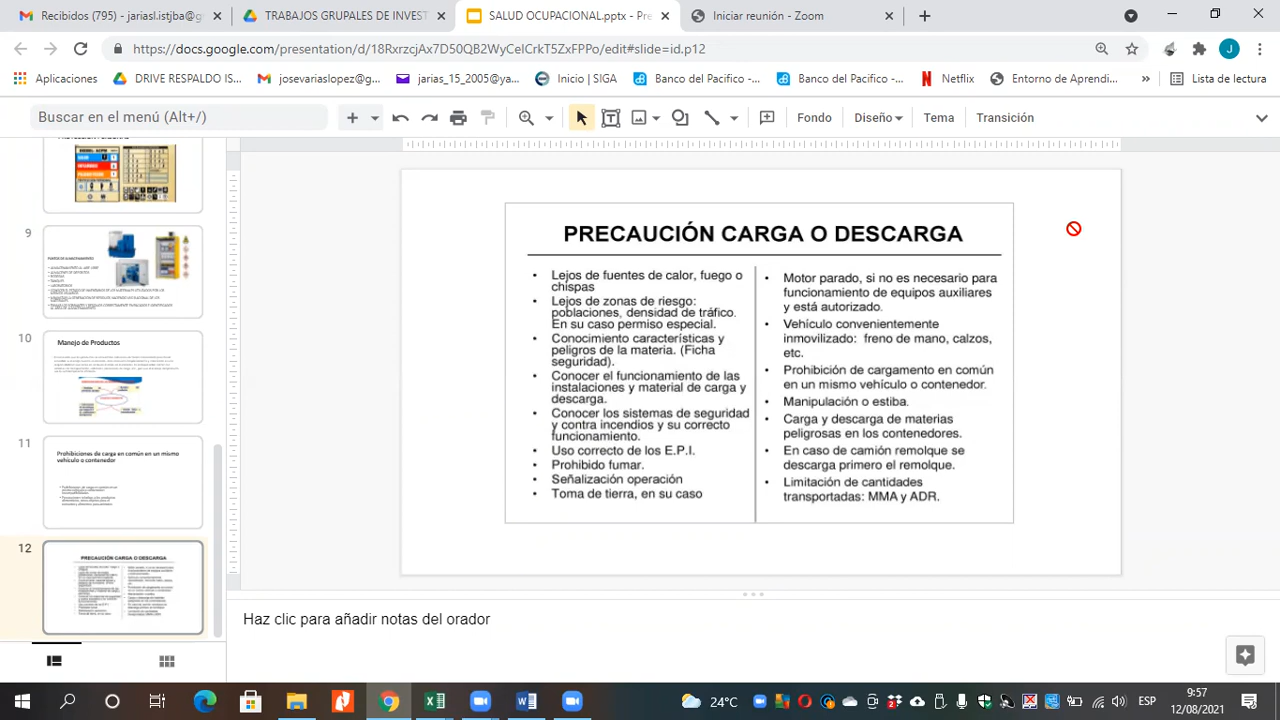 Recibidos (795) - jarias.istjba@g
TRABAJOS GRUPALES DE INVEST
SALUD OCUPACIONAL.pptx - Pre
Iniciar reunión - Zoom
https://docs.google.com/presentation/d/18RxrzcjAx7D50QB2WyCelCrkT5ZxFPPo/edit#slide=id.p12
Aplicaciones
DRIVE RESPALDO IS...
josevariaslopez@g...
jarias_15_2005@ya...
Inicio | SIGA
Banco del Pacifico -...
Banco del Pacifico -...
Netflix
Entorno de Aprendi...
Lista de lectura
Buscar en el menú (Alt+/)
Fondo
Diseño
Tema
Transición
9
10
Manejo de Productos
11
Prohibiciones de carga en común en un mismo
vehículo o contenedor
12
PRECAUCIÓN CARGA O DESCARGA
PRECAUCIÓN CARGA O DESCARGA
• Lejos de fuentes de calor, fuego o
chispas
• Lejos de zonas de riesgo:
poblaciones, densidad de tráfico.
En su caso permiso especial.
• Conocimiento características y
peligros de la materia. (Ficha
seguridad).
• Conocer el funcionamiento de las
instalaciones y material de carga y
descarga.
• Conocer los sistemas de seguridad
y contra incendios y su correcto
funcionamiento.
• Uso correcto de los E.P.I.
• Prohibido fumar.
• Señalización operación
• Toma de tierra, en su caso
• Motor parado, si no es necesario para
funcionamiento de equipos auxiliares
y está autorizado.
• Vehículo convenientemente
inmovilizado: freno de mano, calzos,
etc.
• Prohibición de cargamento en común
en un mismo vehículo o contenedor.
• Manipulación o estiba.
• Carga y descarga de materias
peligrosas en los contenedores.
• En caso de camión remolque se
descarga primero el remolque.
• Limitación de cantidades
transportadas: MMA y ADR.
Haz clic para añadir notas del orador
24°C
ESP
9:57
12/08/2021